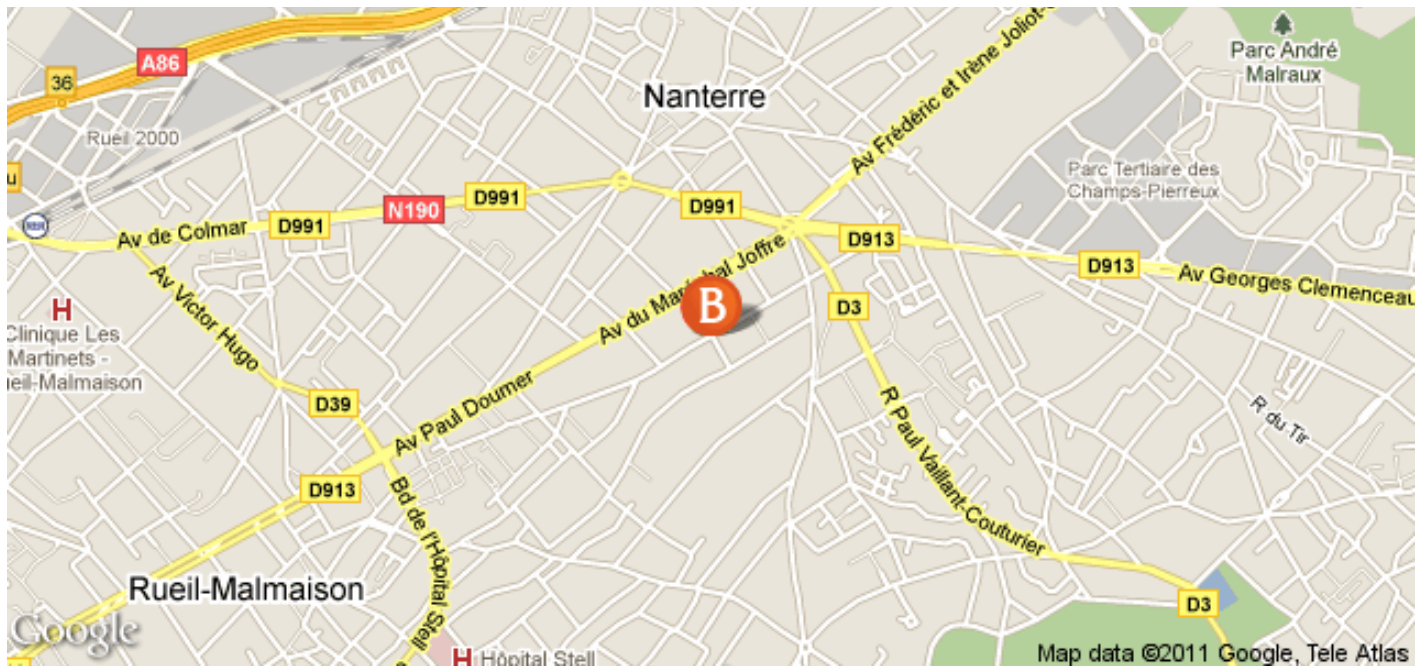 A86
36
Rueil 2000
Nanterre
Parc André
Malraux
Av Frédéric et Irène Joliot-
Parc Tertiaire des
Champs-Pierreux
u
D991
N190
D991
D991
Av de Colmar
D913
D913
Av Georges Clemenceau
Av Victor Hugo
Av du Maréchal Joffre
B
D3
H
Clinique Les
Martinets -
ueil-Malmaison
D39
Av Paul Doumer
R Paul Vaillant-Couturier
R du Tir
D913
Bd de l'Hôpital Stell
Rueil-Malmaison
D3
Google
H Hôpital Stell
Map data ©2011 Google, Tele Atlas